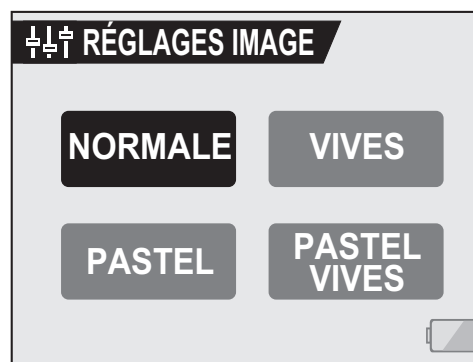 RÉGLAGES IMAGE
NORMALE
VIVES
PASTEL
PASTEL
VIVES